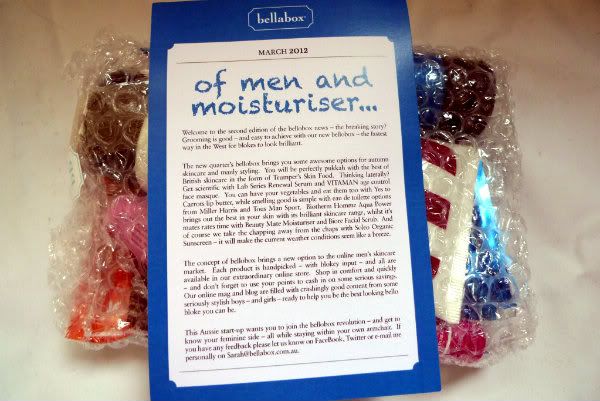 bellabox
MARCH 2012
of men and
moisturiser...
Welcome to the second edition of the bellobox news – the breaking story?
Grooming is good – and easy to achieve with our new bellobox – the fastest
way in the West for blokes to look brilliant.
The new quarter's bellobox brings you some awesome options for autumn
skincare and manly styling. You will be perfectly pukkah with the best of
British skincare in the form of Teamper's Skin Food. Thinking laterally?
Get scientific with Lab Series Renewal Serum and VITAMAN age control
face masque. You can have your vegetables and eat them too with Yes to
Carrots lip butter, while smelling good is simple with eau de toilette options
from Miller Harris and Tous Man Sport. Biotherm Homme Aqua Power
brings out the best in your skin with its brilliant skincare range, whilst it's
mates rates time with Beauty Mate Moisturiser and Biore Facial Scrub. And
of course we take the chapping away from the chaps with Soleo Organic
Sunscreen – it will make the current weather conditions seem like a breeze.
The concept of bellobox brings a new option to the online men's skincare
market. Each product is handpicked – with blokey input – and all are
available in our extraordinary online store. Shop in comfort and quickly
– and don't forget to use your points to cash in on some serious savings.
Our online mag and blog are filled with crashingly good content from some
seriously stylish boys – and girls – ready to help you be the best looking bello
bloke you can be.
This Aussie start-up wants you to join the bellobox revolution – and get to
know your feminine side – all while staying within your own armchair. If
you have any feedback please let us know on FaceBook, Twitter or e-mail me
personally on Sarah@bellabox.com.au.